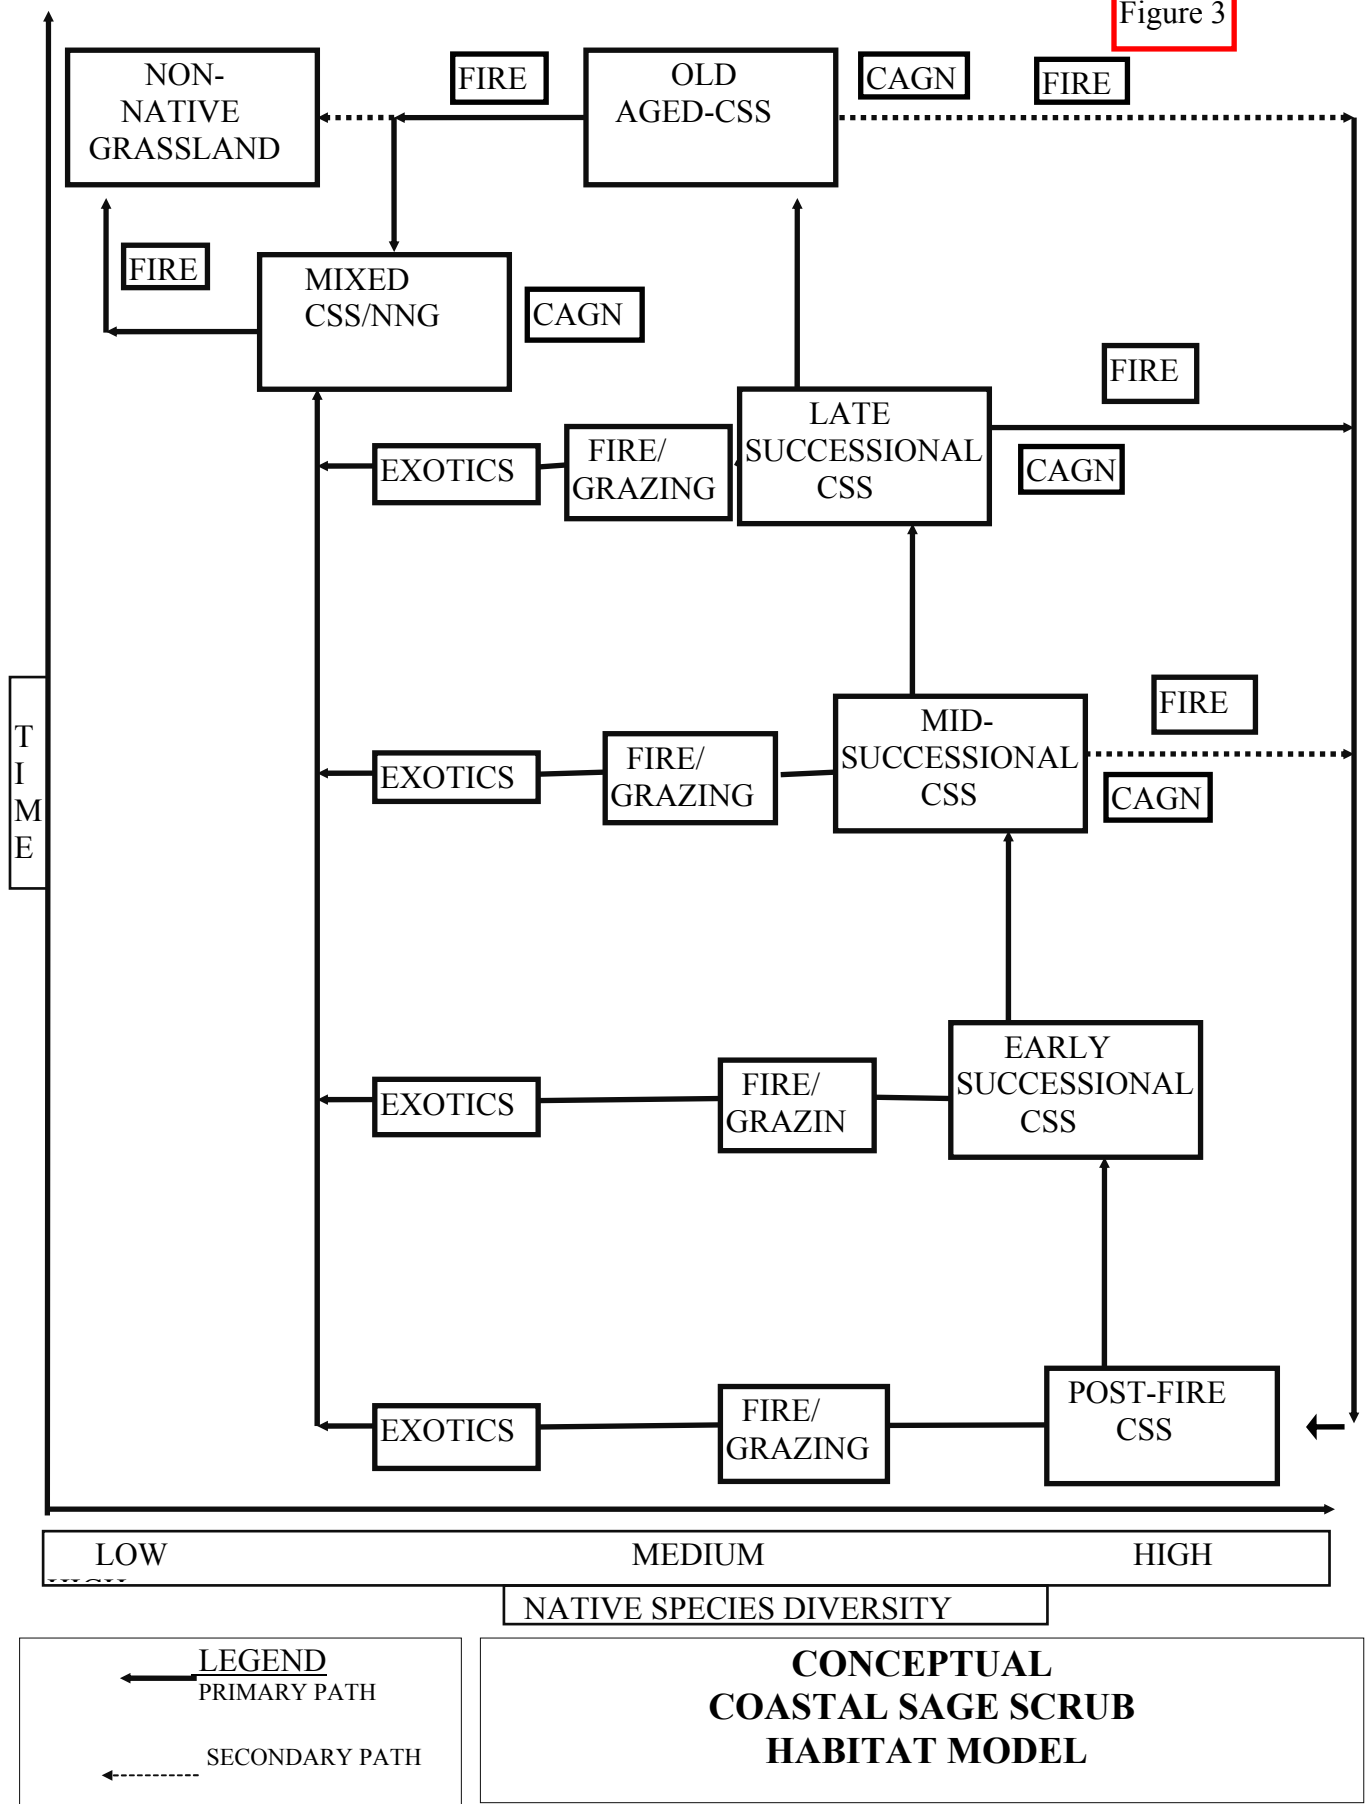 Figure 3
NON-
NATIVE
GRASSLAND
FIRE
OLD
AGED-CSS
CAGN
FIRE
FIRE
MIXED
CSS/NNG
CAGN
FIRE
EXOTICS
FIRE/
GRAZING
LATE
SUCCESSIONAL
CSS
CAGN
T
I
M
E
EXOTICS
FIRE/
GRAZING
MID-
SUCCESSIONAL
CSS
FIRE
CAGN
EXOTICS
FIRE/
GRAZIN
EARLY
SUCCESSIONAL
CSS
EXOTICS
FIRE/
GRAZING
POST-FIRE
CSS
LOW MEDIUM HIGH
NATIVE SPECIES DIVERSITY
LEGEND
PRIMARY PATH
SECONDARY PATH
CONCEPTUAL
COASTAL SAGE SCRUB
HABITAT MODEL